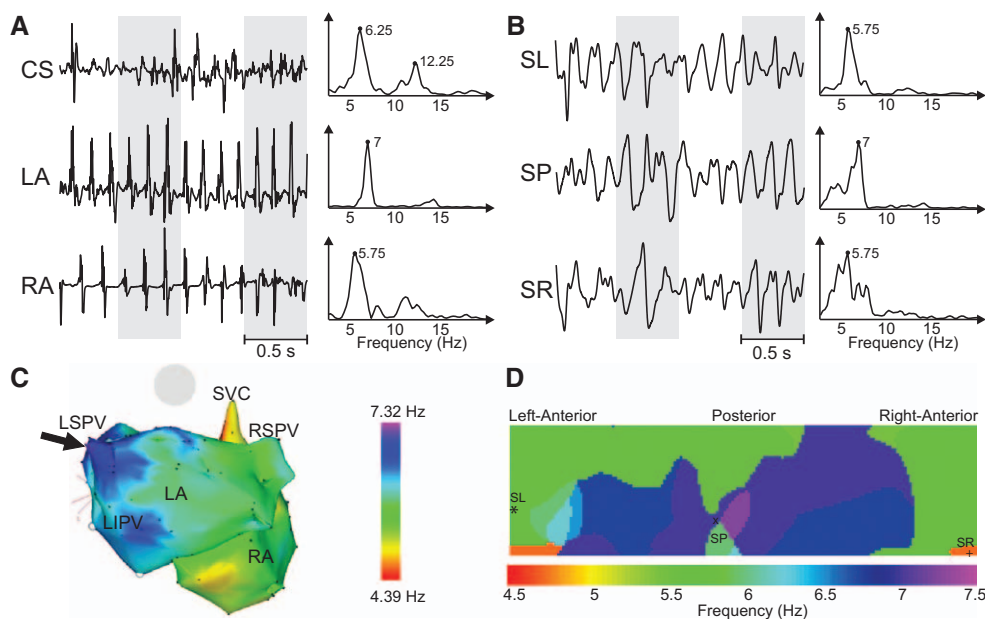 A
CS
6.25
12.25
5 10 15
LA
7
5 10 15
RA
5.75
5 10 15
0.5 s
Frequency (Hz)
B
SL
5.75
5 10 15
SP
7
5 10 15
SR
5.75
5 10 15
0.5 s
Frequency (Hz)
C
SVC
LSPV
RSPV
LA
LIPV
RA
7.32 Hz
4.39 Hz
D
Left-Anterior Posterior Right-Anterior
SL
*
SP
SR
+
4.5 5 5.5 6 6.5 7 7.5
Frequency (Hz)